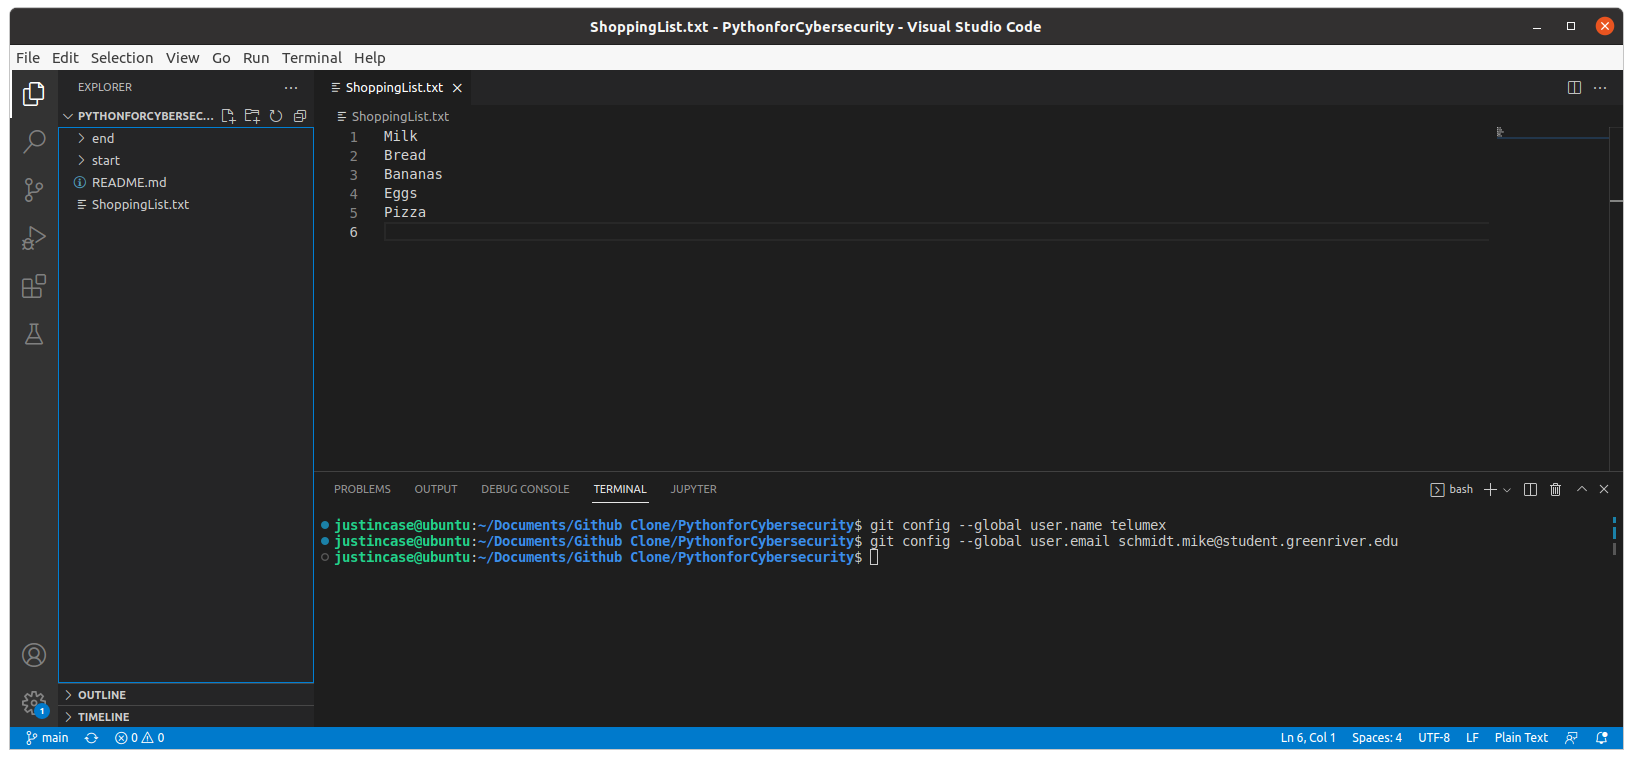 ShoppingList.txt - PythonforCybersecurity - Visual Studio Code
File Edit Selection View Go Run Terminal Help
EXPLORER
PYTHONFORCYBERSEC...
end
start
README.md
ShoppingList.txt
OUTLINE
TIMELINE
ShoppingList.txt
ShoppingList.txt
1 Milk
2 Bread
3 Bananas
4 Eggs
5 Pizza
6
PROBLEMS OUTPUT DEBUG CONSOLE TERMINAL JUPYTER
bash
justincase@ubuntu:~/Documents/Github Clone/PythonforCybersecurity$ git config --global user.name telumex
justincase@ubuntu:~/Documents/Github Clone/PythonforCybersecurity$ git config --global user.email schmidt.mike@student.greenriver.edu
justincase@ubuntu:~/Documents/Github Clone/PythonforCybersecurity$
1
main 0 0 Ln 6, Col 1 Spaces: 4 UTF-8 LF Plain Text